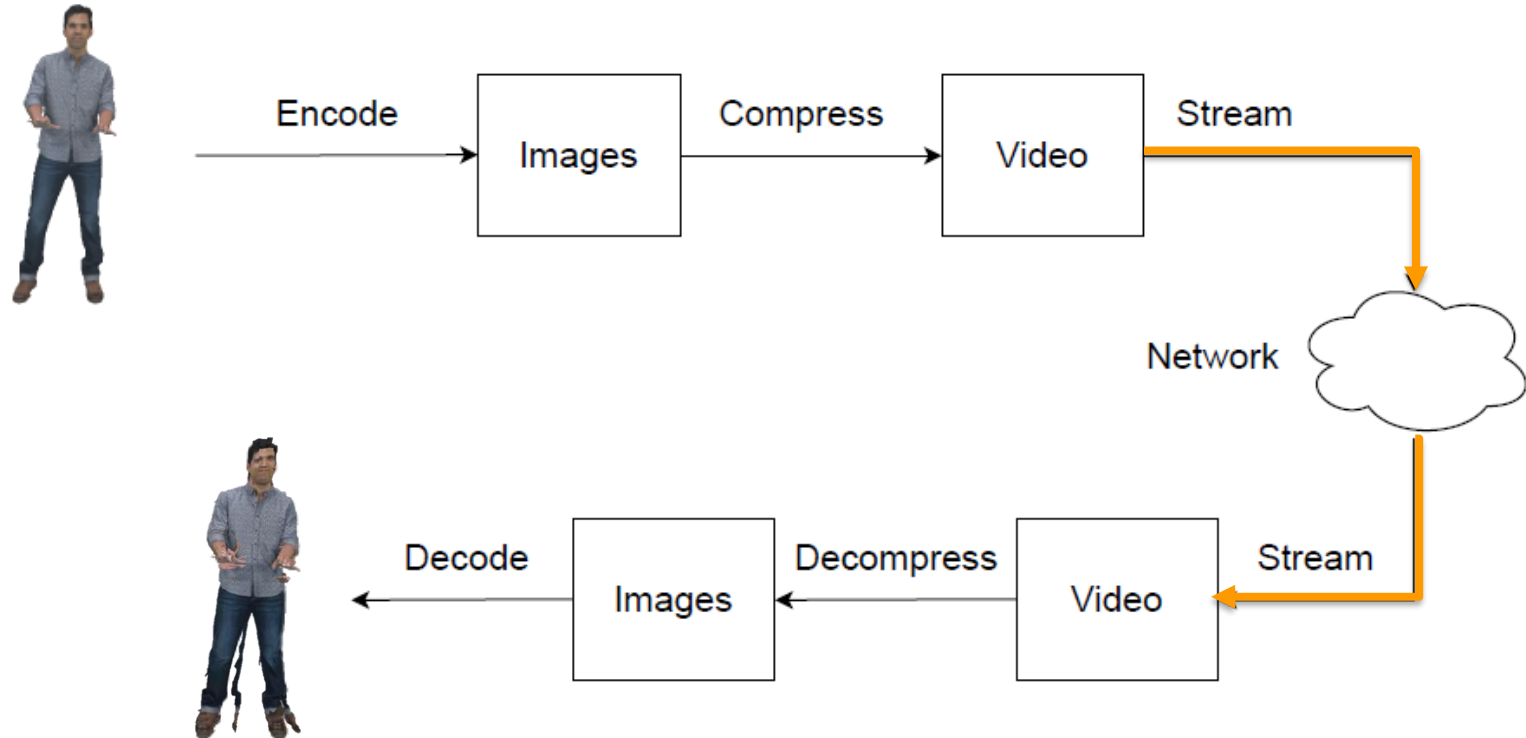 Encode
Images
Compress
Video
Stream
Network
Decode
Images
Decompress
Video
Stream